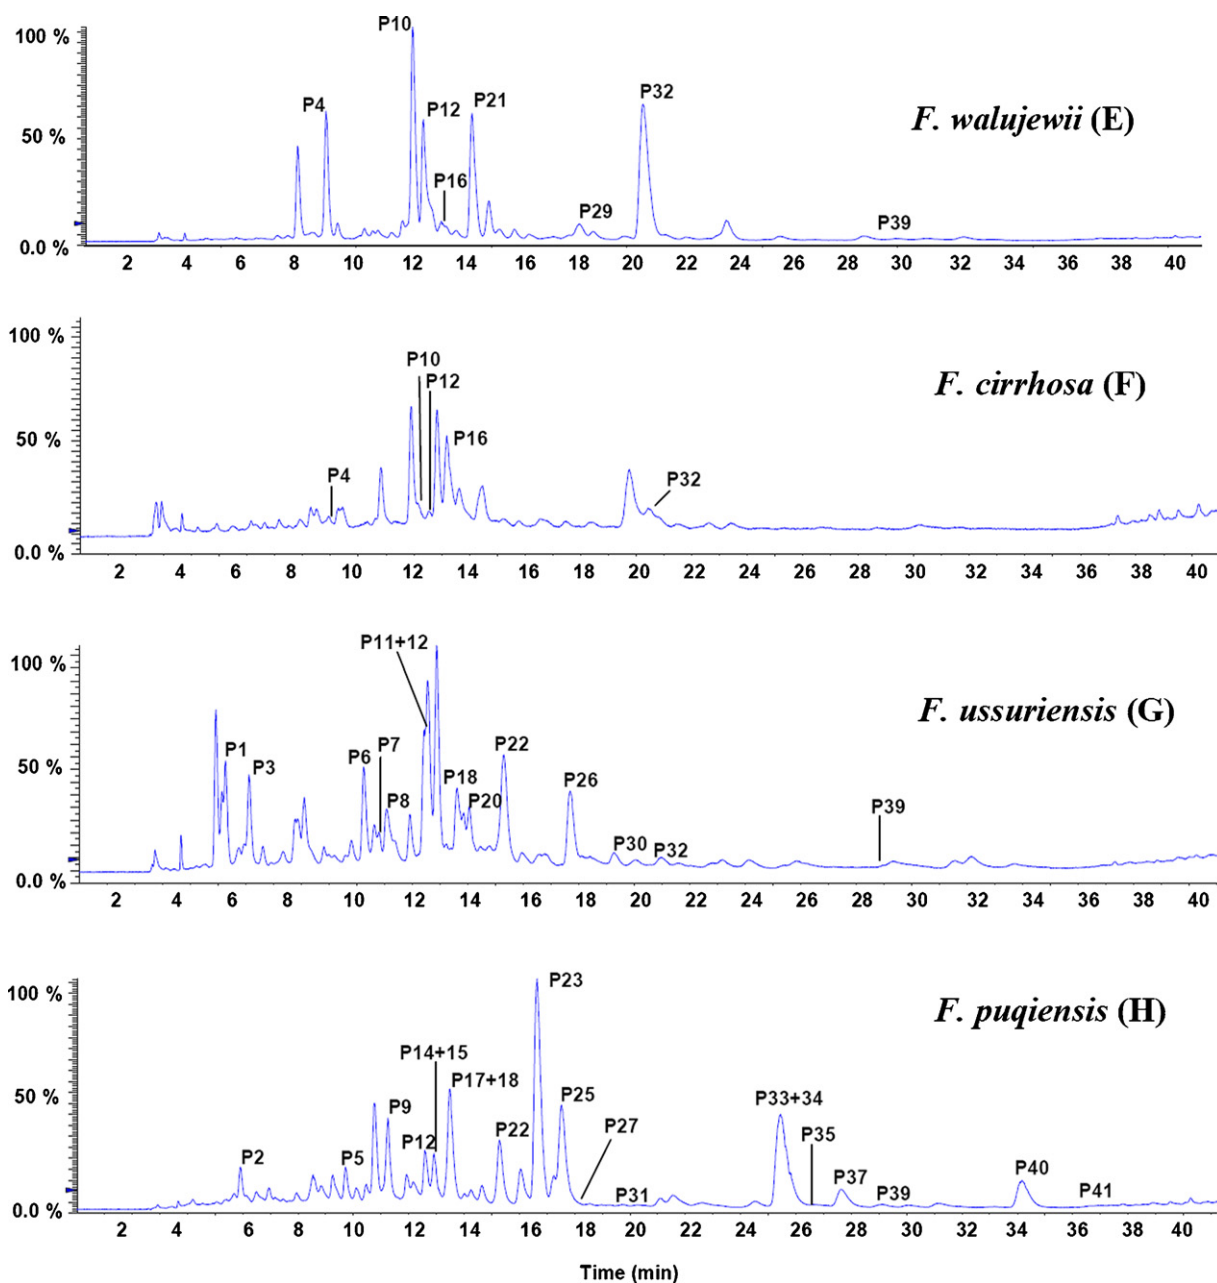 P10
100 %
P4
P12
P21
P32
F. walujewii (E)
50 %
P16
P29
P39
0.0 %
2 4 6 8 10 12 14 16 18 20 22 24 26 28 30 32 34 36 38 40
100 %
P10
P12
F. cirrhosa (F)
50 %
P16
P4
P32
0.0 %
2 4 6 8 10 12 14 16 18 20 22 24 26 28 30 32 34 36 38 40
P11+12
100 %
F. ussuriensis (G)
P1
P3
P6
P7
P22
50 %
P8
P18
P20
P26
P39
P30
P32
0.0 %
2 4 6 8 10 12 14 16 18 20 22 24 26 28 30 32 34 36 38 40
P23
100 %
F. puqiensis (H)
P14+15
P17+18
50 %
P9
P25
P33+34
P27
P35
P12
P22
P2
P5
P37
P40
P31
P39
P41
0.0 %
2 4 6 8 10 12 14 16 18 20 22 24 26 28 30 32 34 36 38 40
Time (min)